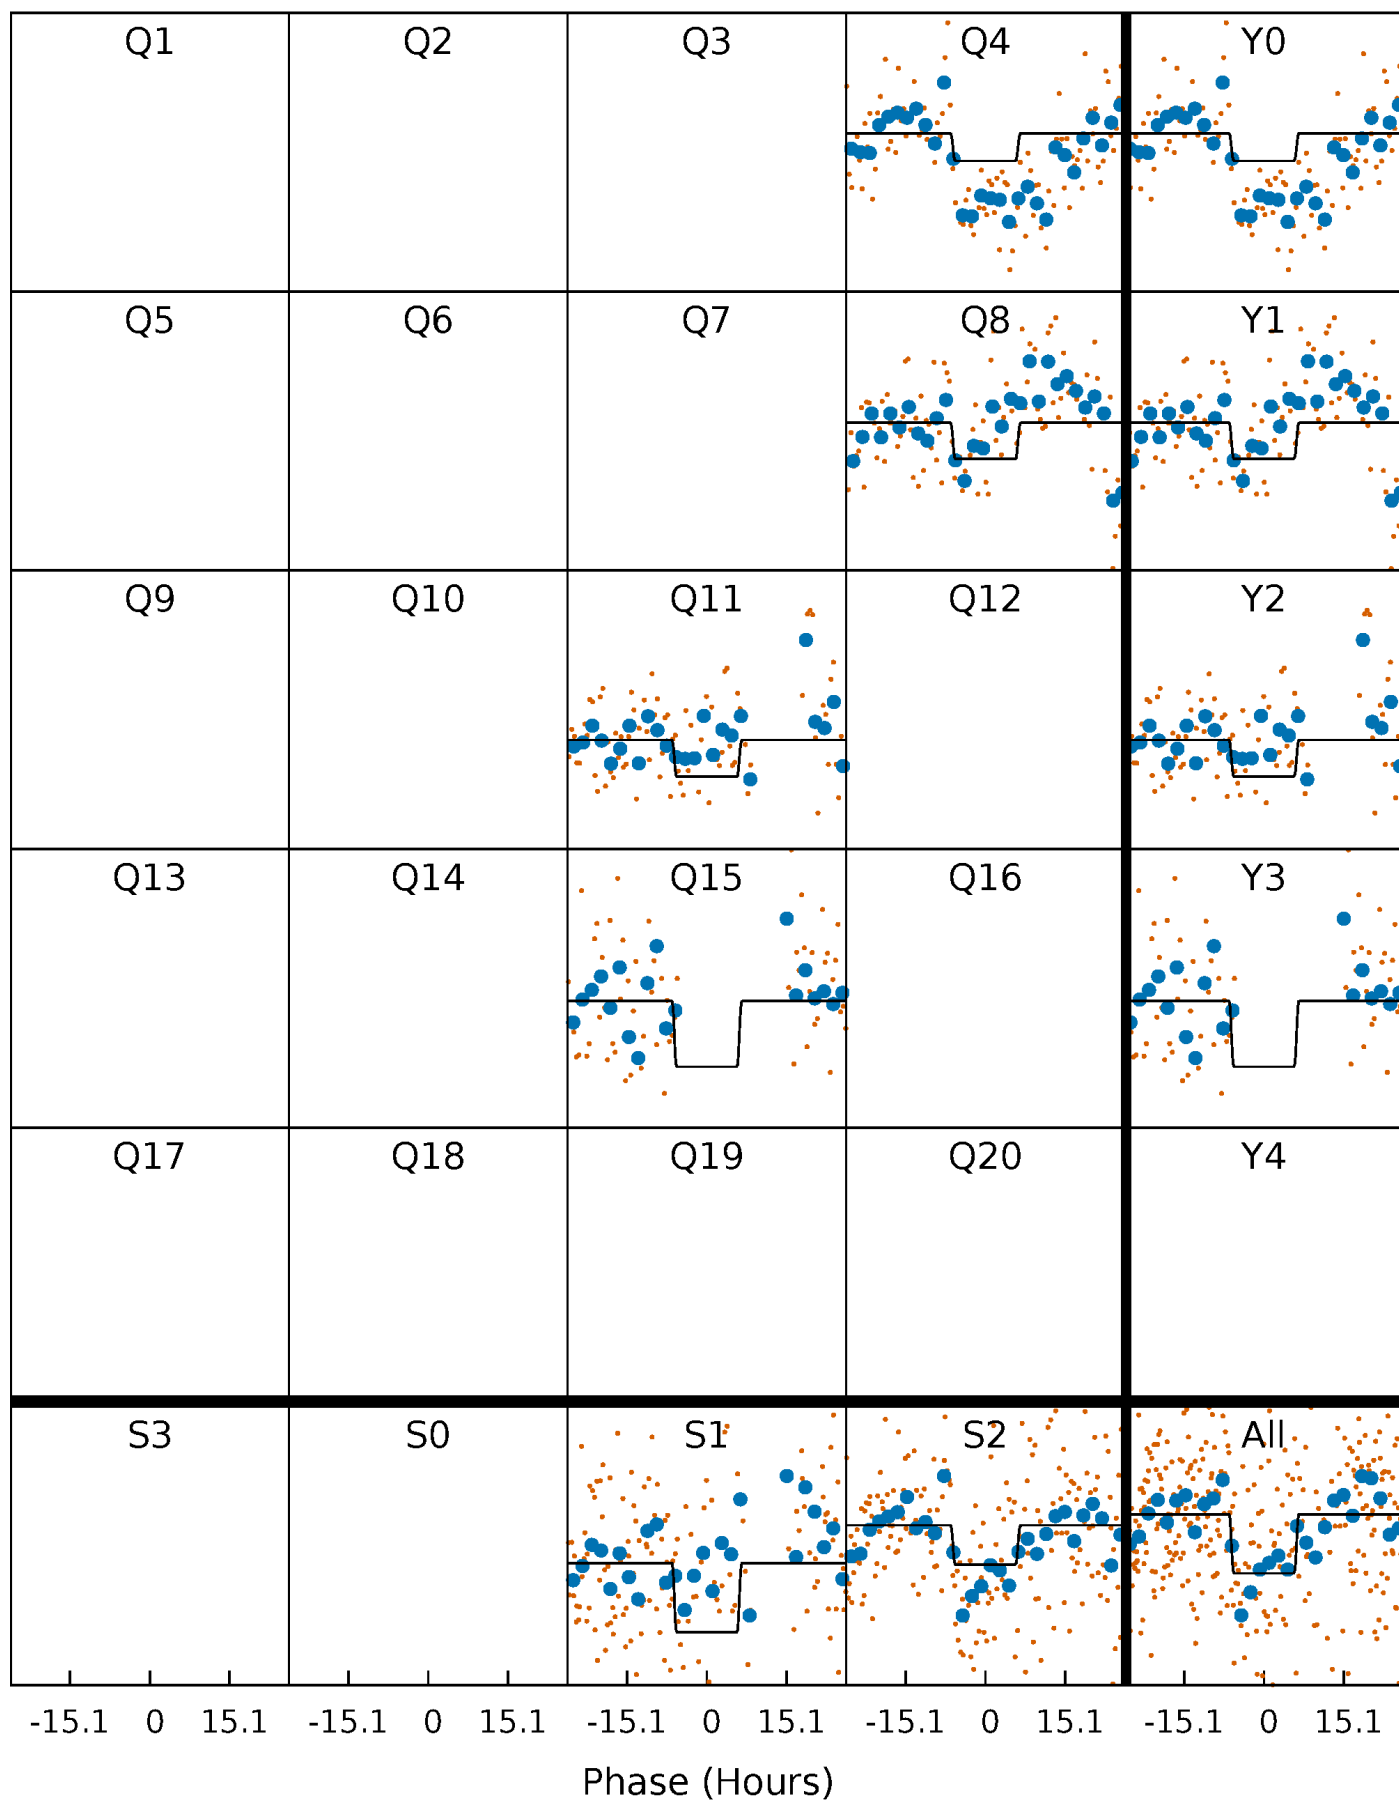 Q1 Q2 Q3 Q4 Y0
Q5 Q6 Q7 Q8 Y1
Q9 Q10 Q11 Q12 Y2
Q13 Q14 Q15 Q16 Y3
Q17 Q18 Q19 Q20 Y4
S3 S0 S1 S2 All
-15.1 0 15.1 -15.1 0 15.1 -15.1 0 15.1 -15.1 0 15.1 -15.1 0 15.1
Phase (Hours)